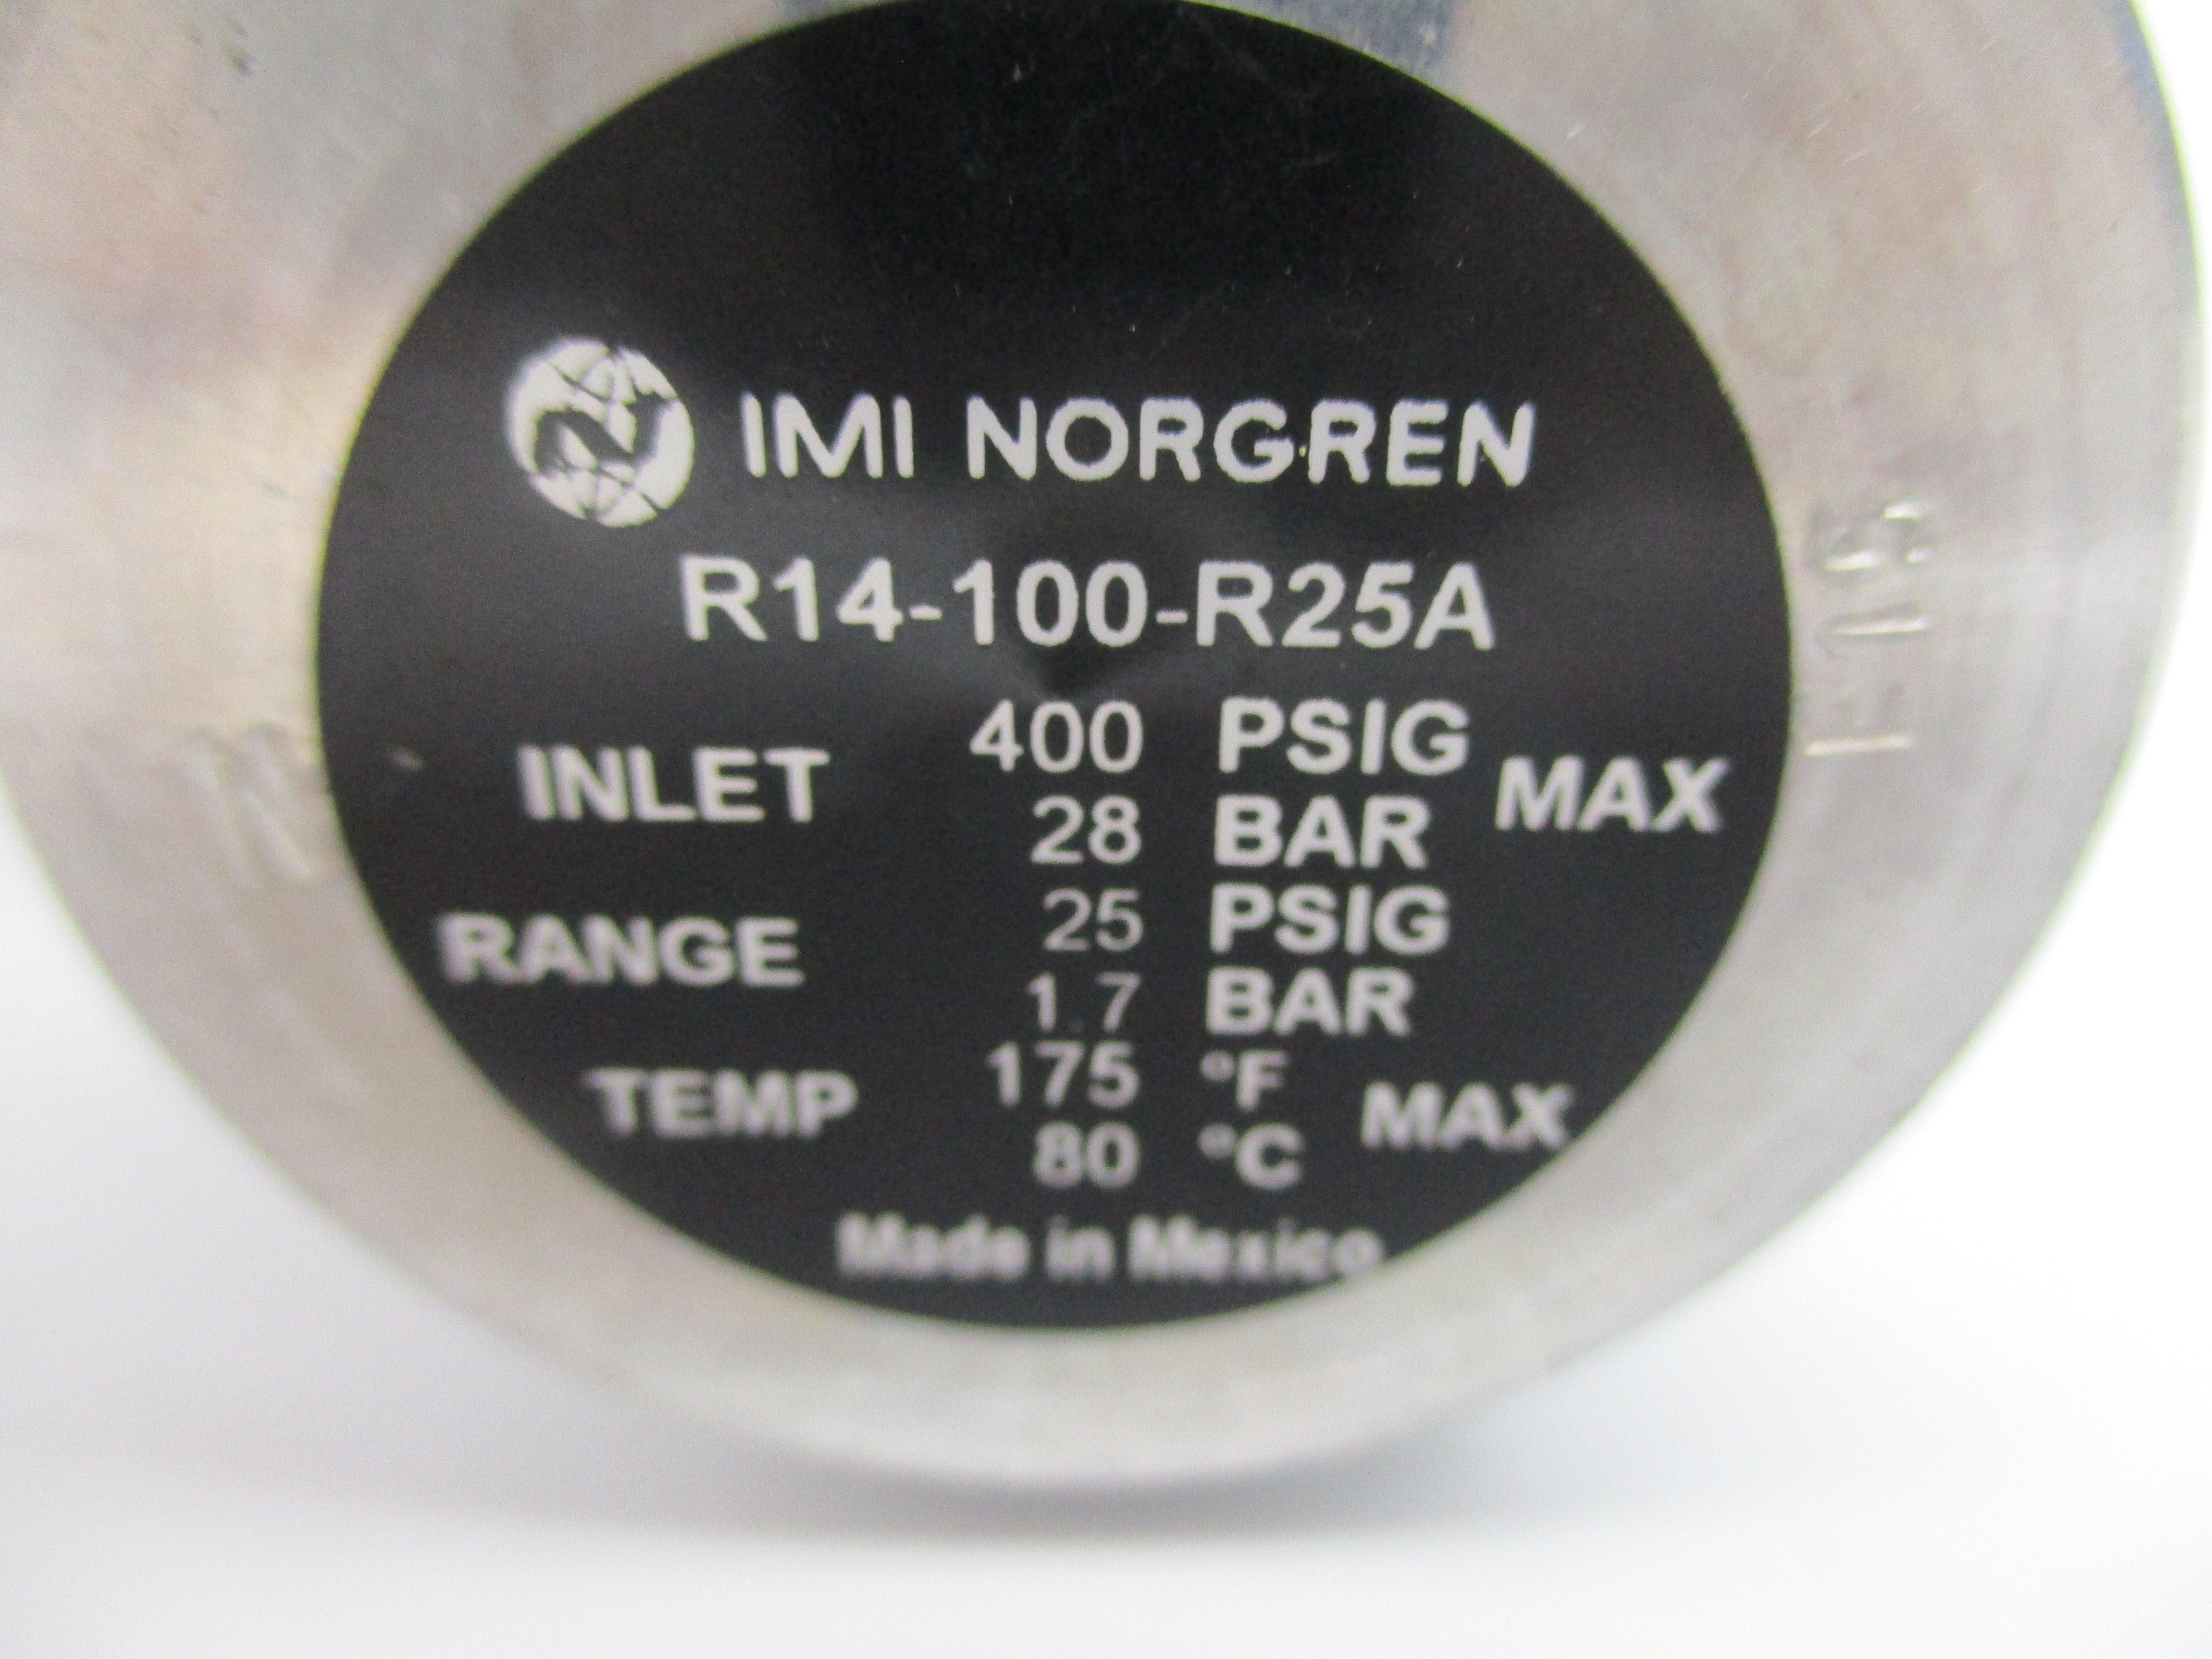 IMI NORGREN
R14-100-R25A
INLET 400 PSIG MAX
28 BAR
RANGE 25 PSIG
1.7 BAR
TEMP 175 °F MAX
80 °C
Made in Mexico